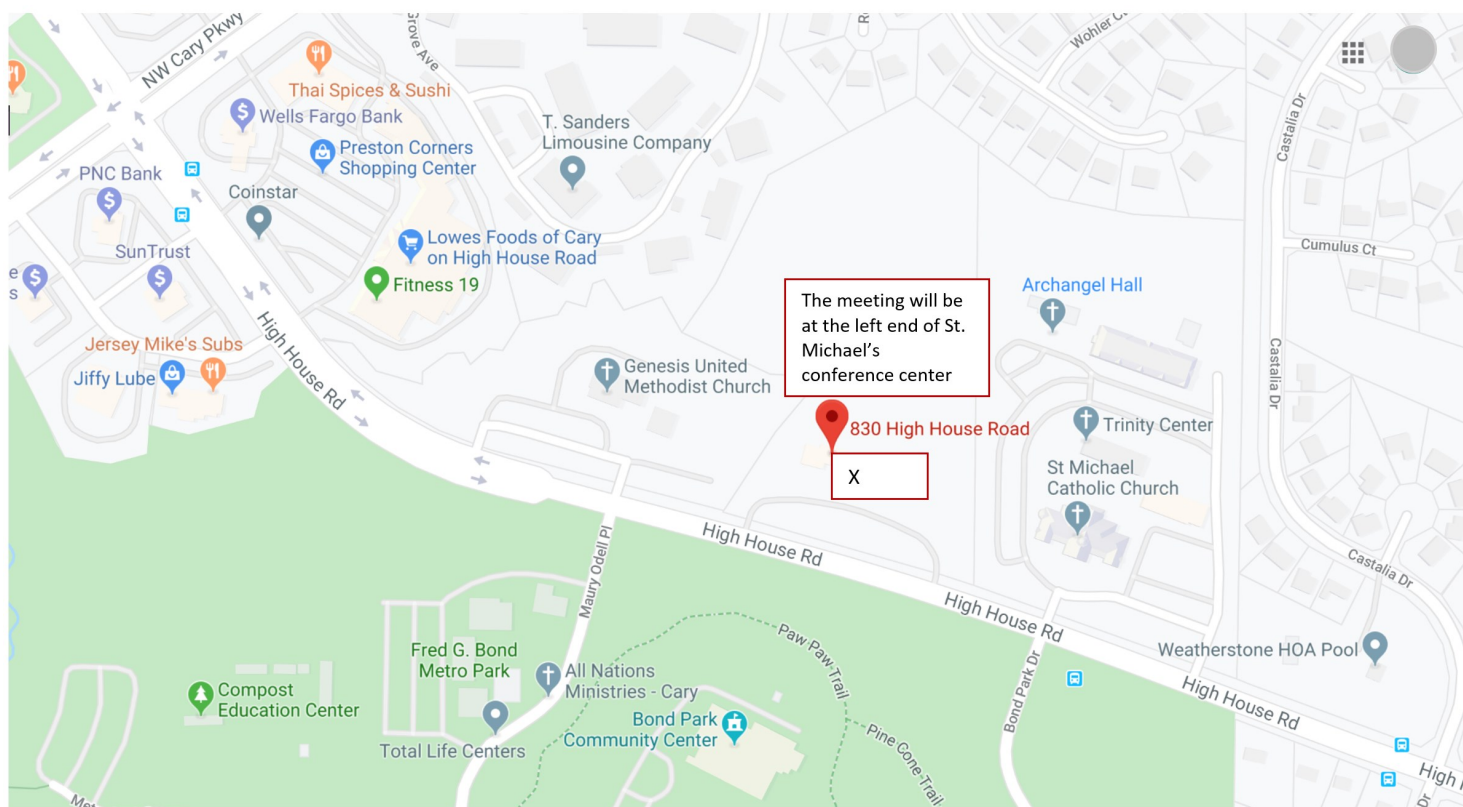 NW Cary Pkwy
Grove Ave
Wohler
Thai Spices & Sushi
Wells Fargo Bank
T. Sanders
Limousine Company
Preston Corners
Shopping Center
PNC Bank
Coinstar
Castalia Dr
Lowes Foods of Cary
on High House Road
SunTrust
Cumulus Ct
Fitness 19
Archangel Hall
The meeting will be
at the left end of St.
Michael's
conference center
High House Rd
Jersey Mike's Subs
Jiffy Lube
Genesis United
Methodist Church
Castalia Dr
830 High House Road
Trinity Center
X
St Michael
Catholic Church
High House Rd
Castalia Dr
Maury Odell Pl
High House Rd
Fred G. Bond
Metro Park
Paw Paw Trail
Weatherstone HOA Pool
All Nations
Ministries - Cary
Compost
Education Center
Bond Park Dr
High House Rd
Bond Park
Community Center
Pine Cone Trail
Total Life Centers
High
Dr